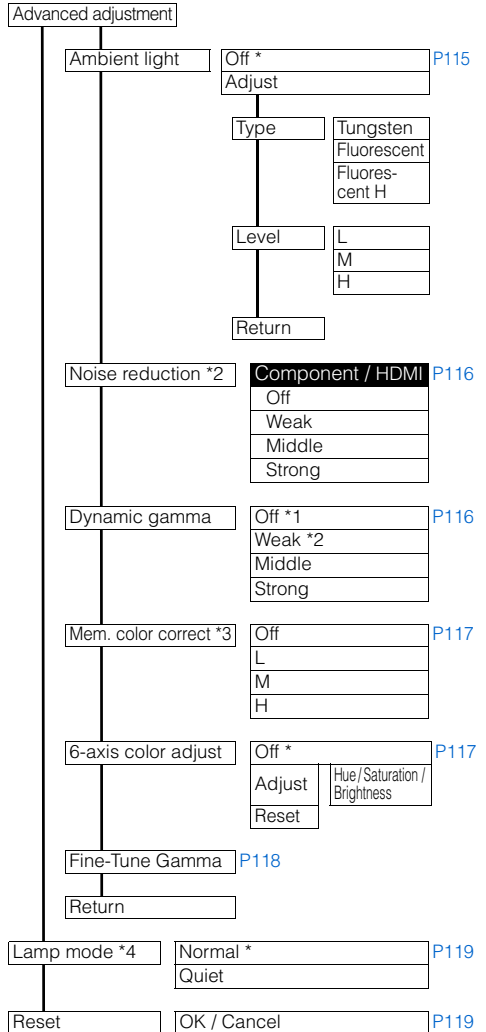 Advanced adjustment
Ambient light Off * P115
Adjust
Type Tungsten
Fluorescent
Fluores-
cent H
Level L
M
H
Return
Noise reduction *2 Component / HDMI P116
Off
Weak
Middle
Strong
Dynamic gamma Off *1 P116
Weak *2
Middle
Strong
Mem. color correct *3 Off P117
L
M
H
6-axis color adjust Off * P117
Adjust Hue / Saturation /
Brightness
Reset
Fine-Tune Gamma P118
Return
Lamp mode *4 Normal * P119
Quiet
Reset OK / Cancel P119